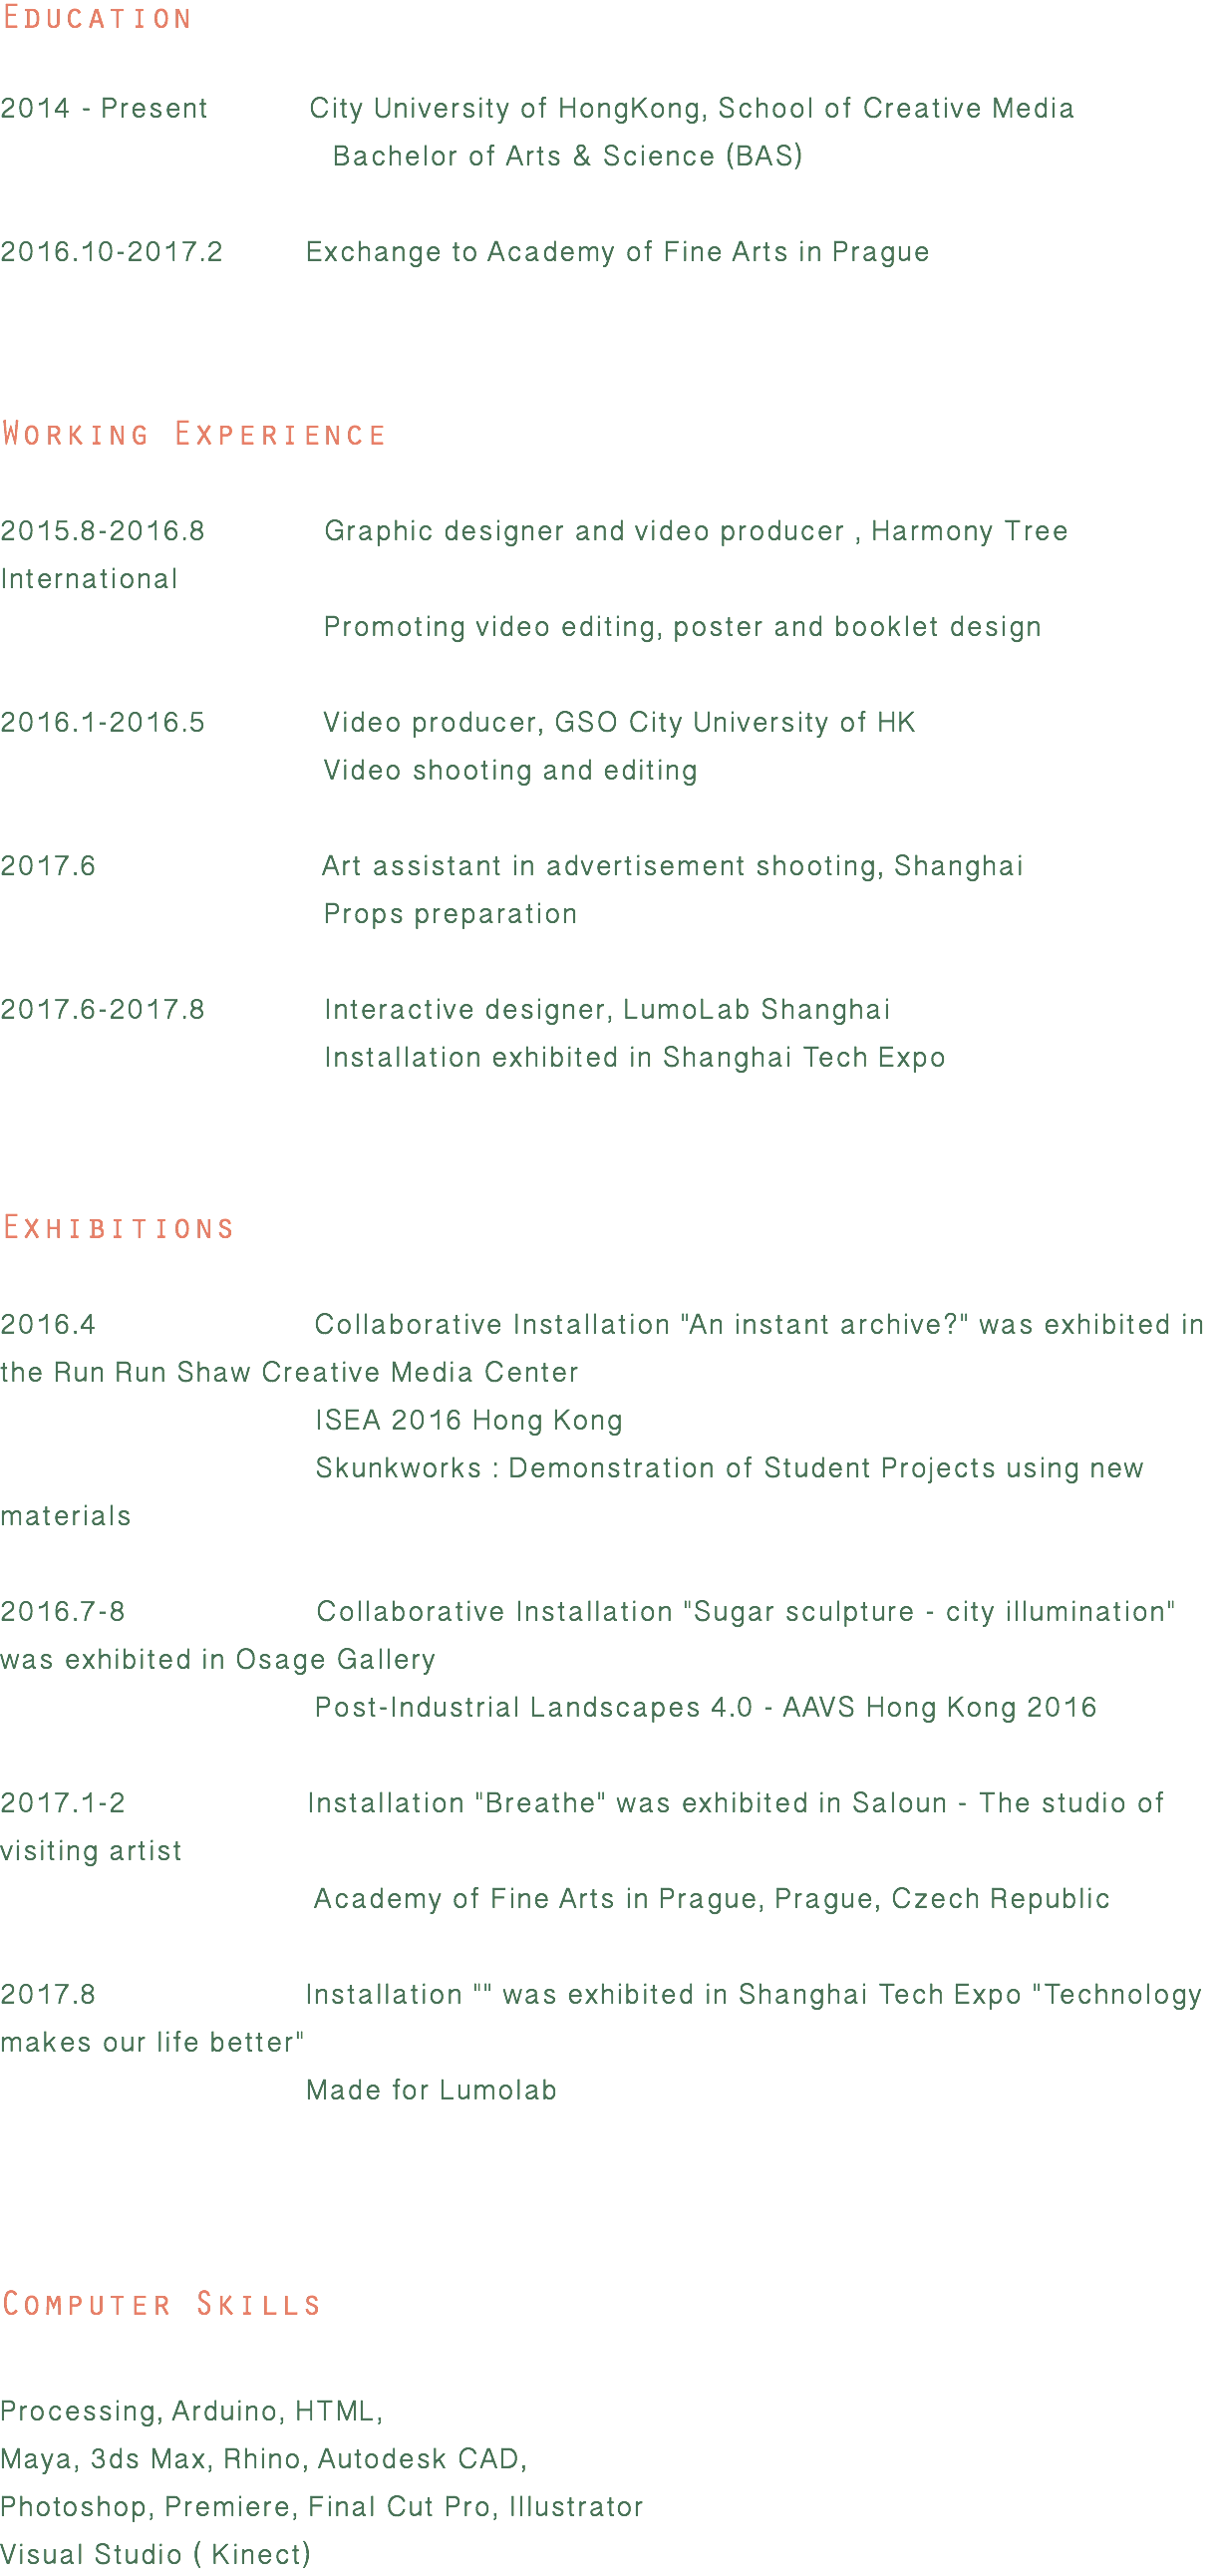 Education
2014 - Present City University of HongKong, School of Creative Media
Bachelor of Arts & Science (BAS)
2016.10-2017.2 Exchange to Academy of Fine Arts in Prague
Working Experience
2015.8-2016.8 Graphic designer and video producer , Harmony Tree
International
Promoting video editing, poster and booklet design
2016.1-2016.5 Video producer, GSO City University of HK
Video shooting and editing
2017.6 Art assistant in advertisement shooting, Shanghai
Props preparation
2017.6-2017.8 Interactive designer, LumoLab Shanghai
Installation exhibited in Shanghai Tech Expo
Exhibitions
2016.4 Collaborative Installation "An instant archive?" was exhibited in
the Run Run Shaw Creative Media Center
ISEA 2016 Hong Kong
Skunkworks : Demonstration of Student Projects using new
materials
2016.7-8 Collaborative Installation "Sugar sculpture - city illumination"
was exhibited in Osage Gallery
Post-Industrial Landscapes 4.0 - AAVS Hong Kong 2016
2017.1-2 Installation "Breathe" was exhibited in Saloun - The studio of
visiting artist
Academy of Fine Arts in Prague, Prague, Czech Republic
2017.8 Installation "" was exhibited in Shanghai Tech Expo "Technology
makes our life better"
Made for Lumolab
Computer Skills
Processing, Arduino, HTML,
Maya, 3ds Max, Rhino, Autodesk CAD,
Photoshop, Premiere, Final Cut Pro, Illustrator
Visual Studio ( Kinect)